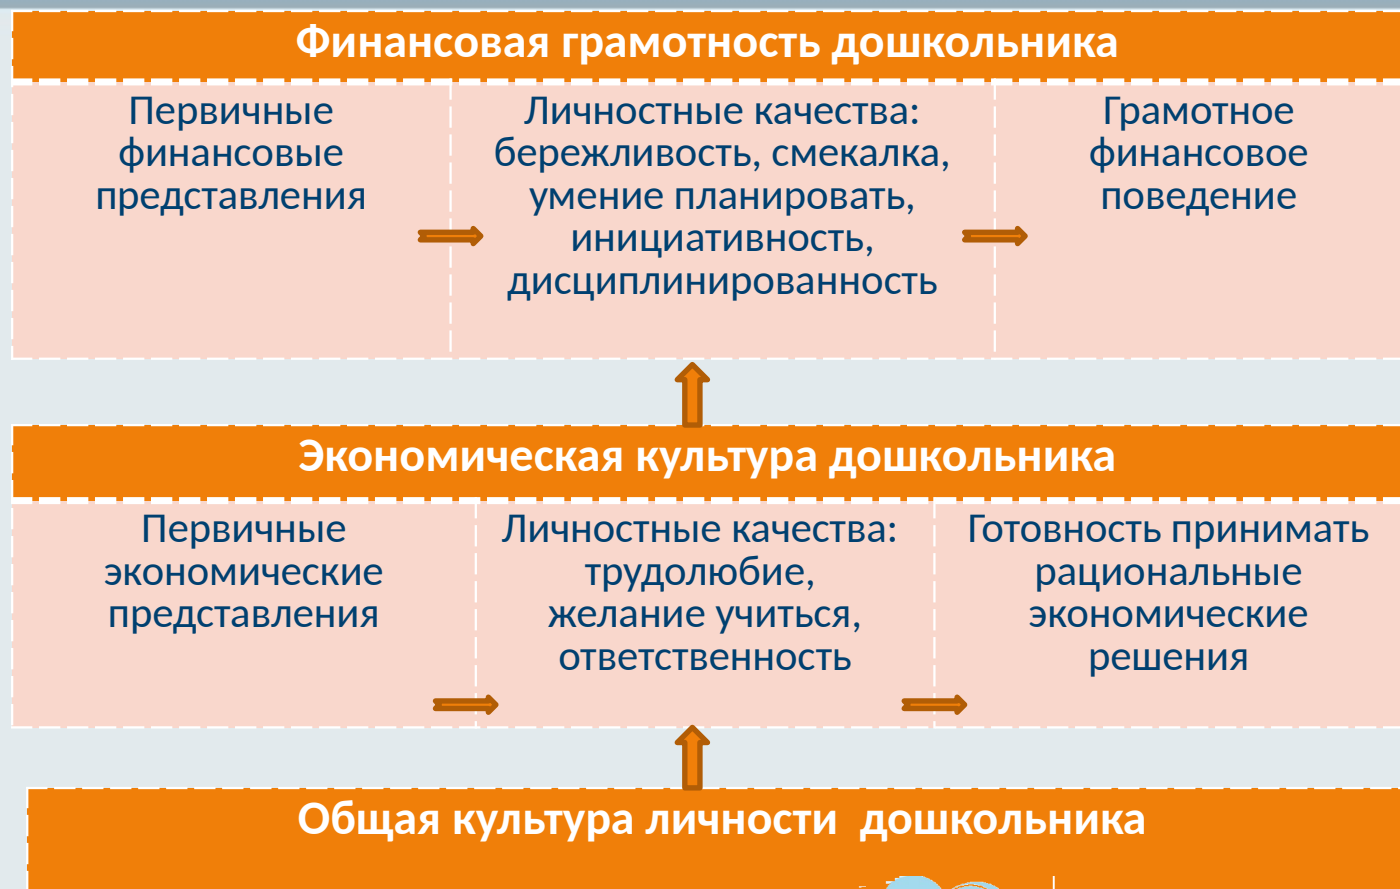 Финансовая грамотность дошкольника
Первичные
финансовые
представления
Личностные качества:
бережливость, смекалка,
умение планировать,
инициативность,
дисциплинированность
Грамотное
финансовое
поведение
Экономическая культура дошкольника
Первичные
экономические
представления
Личностные качества:
трудолюбие,
желание учиться,
ответственность
Готовность принимать
рациональные
экономические
решения
Общая культура личности  дошкольника